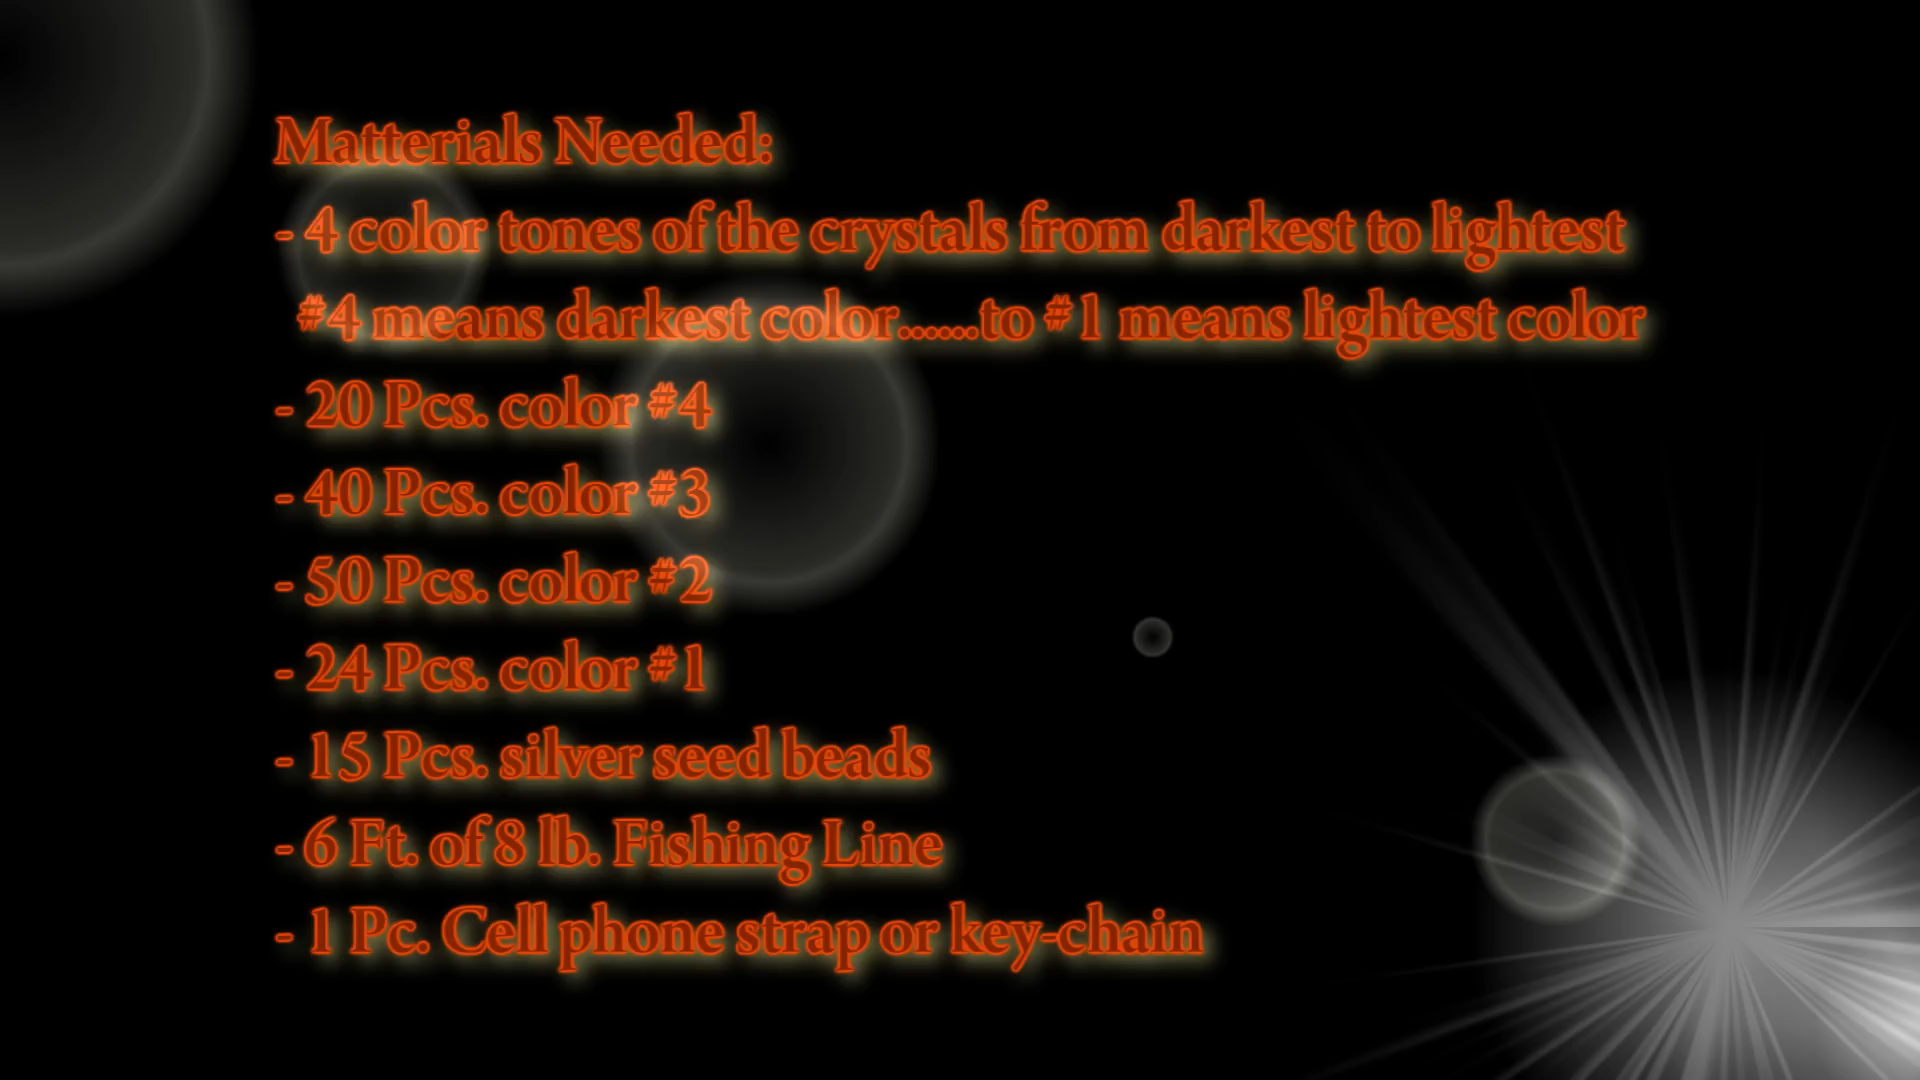 Matterials Needed:
- 4 color tones of the crystals from darkest to lightest
#4 means darkest color......to #1 means lightest color
- 20 Pcs. color #4
- 40 Pcs. color #3
- 50 Pcs. color #2
- 24 Pcs. color #1
- 15 Pcs. silver seed beads
- 6 Ft. of 8 lb. Fishing Line
- 1 Pc. Cell phone strap or key-chain